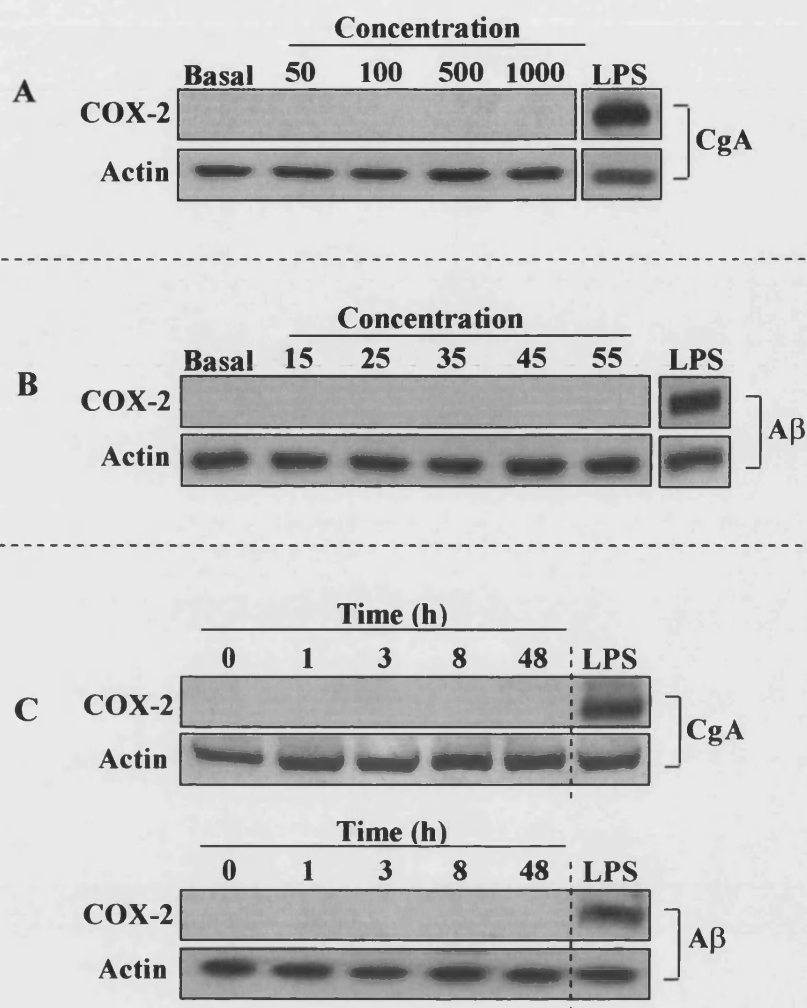 Concentration
A
Basal 50 100 500 1000 LPS
COX-2
CgA
Actin
Concentration
Basal 15 25 35 45 55 LPS
B
COX-2
Aβ
Actin
Time (h)
0 1 3 8 48 LPS
C
COX-2
CgA
Actin
Time (h)
0 1 3 8 48 LPS
COX-2
Aβ
Actin